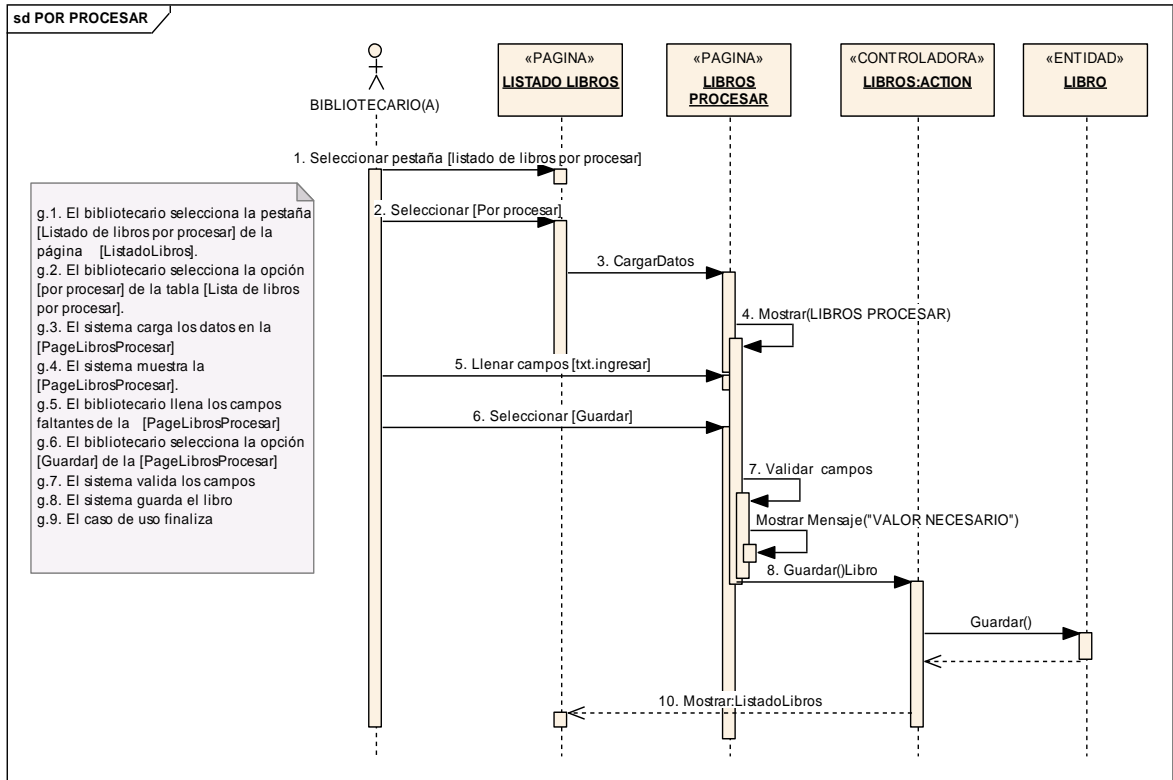 sd POR PROCESAR
BIBLIOTECARIO(A)
«PAGINA»
LISTADO LIBROS
«PAGINA»
LIBROS
PROCESAR
«CONTROLADORA»
LIBROS:ACTION
«ENTIDAD»
LIBRO
1. Seleccionar pestaña [listado de libros por procesar]
2. Seleccionar [Por procesar]
3. CargarDatos
4. Mostrar(LIBROS PROCESAR)
5. Llenar campos [txt.ingresar]
6. Seleccionar [Guardar]
7. Validar campos
Mostrar Mensaje("VALOR NECESARIO")
8. Guardar()Libro
Guardar()
10. Mostrar:ListadoLibros
g.1. El bibliotecario selecciona la pestaña
[Listado de libros por procesar] de la
página [ListadoLibros].
g.2. El bibliotecario selecciona la opción
[por procesar] de la tabla [Lista de libros
por procesar].
g.3. El sistema carga los datos en la
[PageLibrosProcesar]
g.4. El sistema muestra la
[PageLibrosProcesar].
g.5. El bibliotecario llena los campos
faltantes de la [PageLibrosProcesar]
g.6. El bibliotecario selecciona la opción
[Guardar] de la [PageLibrosProcesar]
g.7. El sistema valida los campos
g.8. El sistema guarda el libro
g.9. El caso de uso finaliza